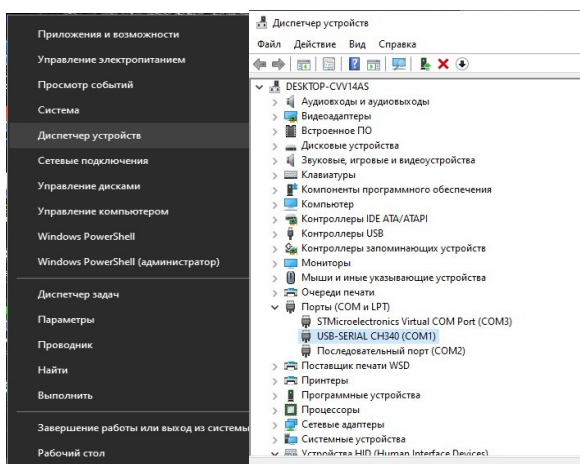 Приложения и возможности
Управление электропитанием
Просмотр событий
Система
Диспетчер устройств
Сетевые подключения
Управление дисками
Управление компьютером
Windows PowerShell
Windows PowerShell (администратор)
Диспетчер задач
Параметры
Проводник
Найти
Выполнить
Завершение работы или выход из системы
Рабочий стол
Диспетчер устройств
Файл Действие Вид Справка
DESKTOP-CVV14AS
Аудиовходы и аудиовыходы
Видеоадаптеры
Встроенное ПО
Дисковые устройства
Звуковые, игровые и видеоустройства
Клавиатуры
Компоненты программного обеспечения
Компьютер
Контроллеры IDE ATA/ATAPI
Контроллеры USB
Контроллеры запоминающих устройств
Мониторы
Мыши и иные указывающие устройства
Очереди печати
Порты (COM и LPT)
STMicroelectronics Virtual COM Port (COM3)
USB-SERIAL CH340 (COM1)
Последовательный порт (COM2)
Поставщик печати WSD
Принтеры
Программные устройства
Процессоры
Сетевые адаптеры
Системные устройства
Устройства HID (Human Interface Devices)